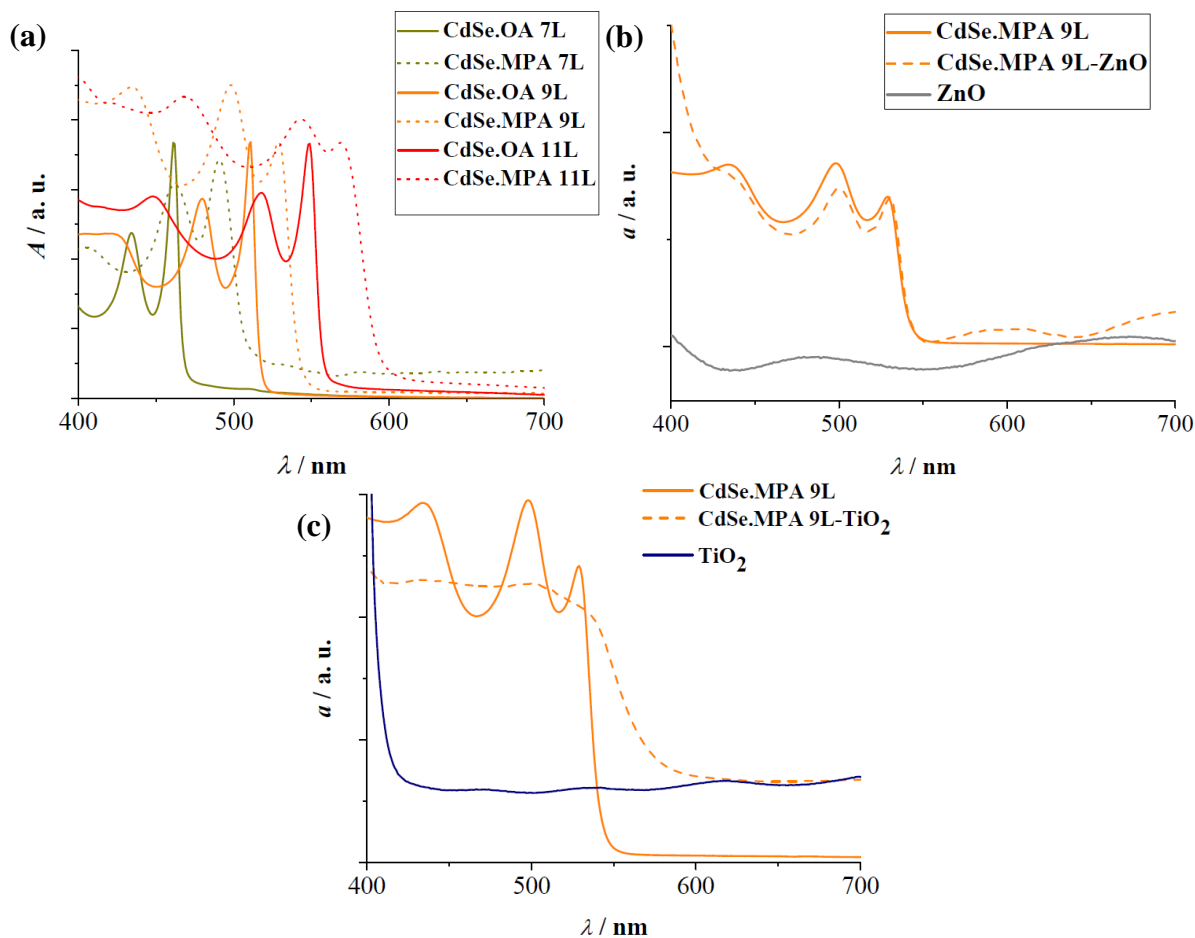 (a)
CdSe.OA 7L
CdSe.MPA 7L
CdSe.OA 9L
CdSe.MPA 9L
CdSe.OA 11L
CdSe.MPA 11L
A / a. u.
400 500 600 700
λ / nm
(b)
CdSe.MPA 9L
CdSe.MPA 9L-ZnO
ZnO
a / a. u.
400 500 600 700
λ / nm
(c)
CdSe.MPA 9L
CdSe.MPA 9L-TiO2
TiO2
a / a. u.
400 500 600 700
λ / nm